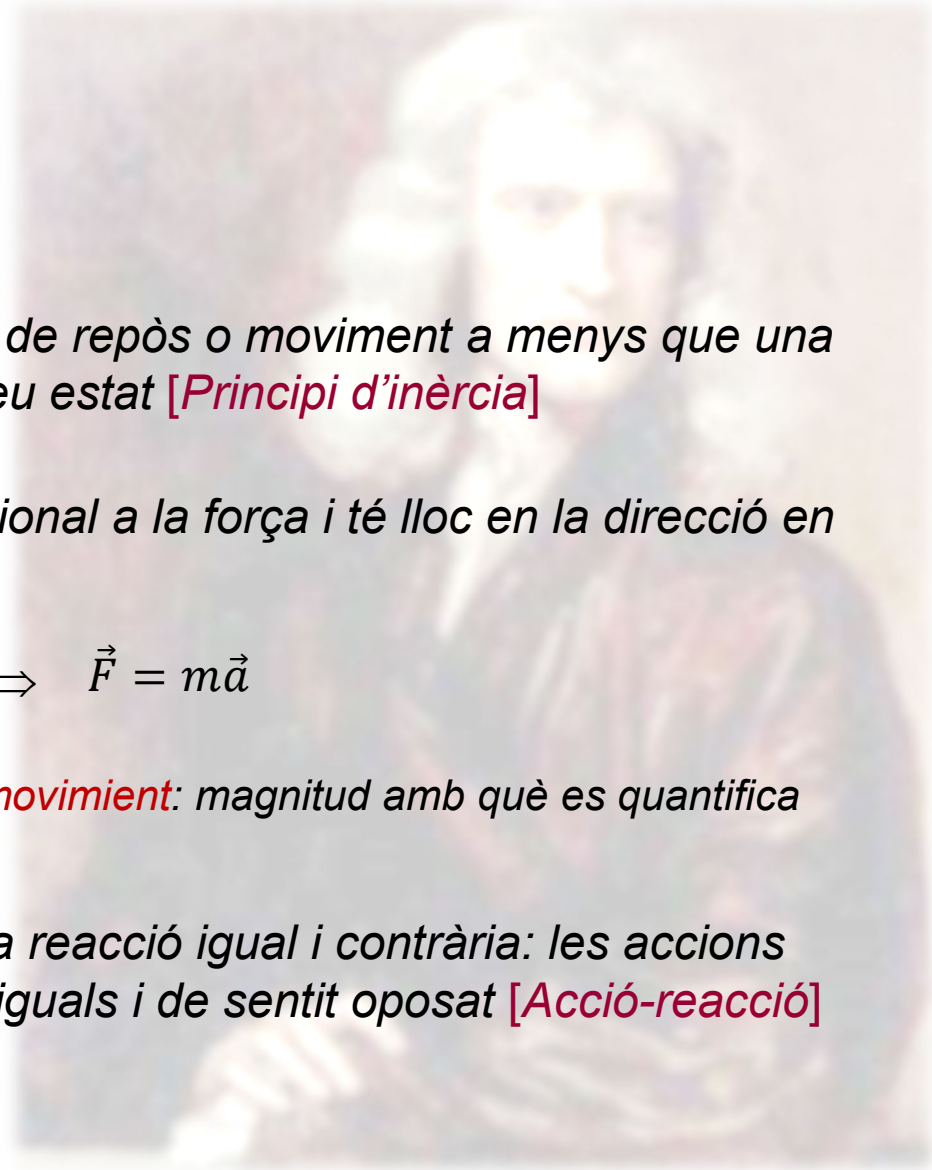 de repòs o moviment a menys que una
eu estat [Principi d’inèrcia]
ional a la força i té lloc en la direcció en
⇒ F⃗ = ma⃗
movimient: magnitud amb què es quantifica
a reacció igual i contrària: les accions
iguals i de sentit oposat [Acció-reacció]